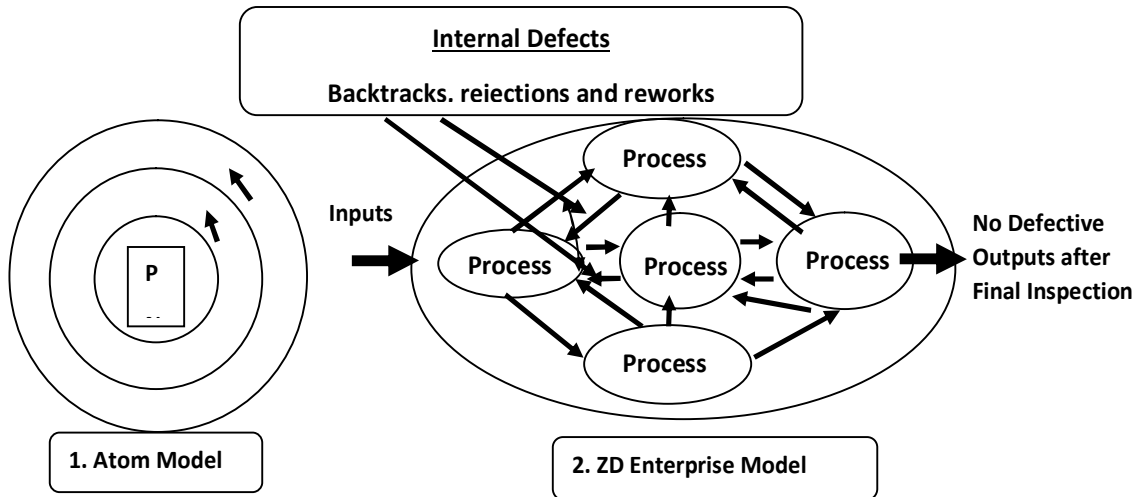 Internal Defects
Backtracks. reiections and reworks
Process
Inputs
Process
Process
Process
Process
No Defective
Outputs after
Final Inspection
P
1. Atom Model
2. ZD Enterprise Model